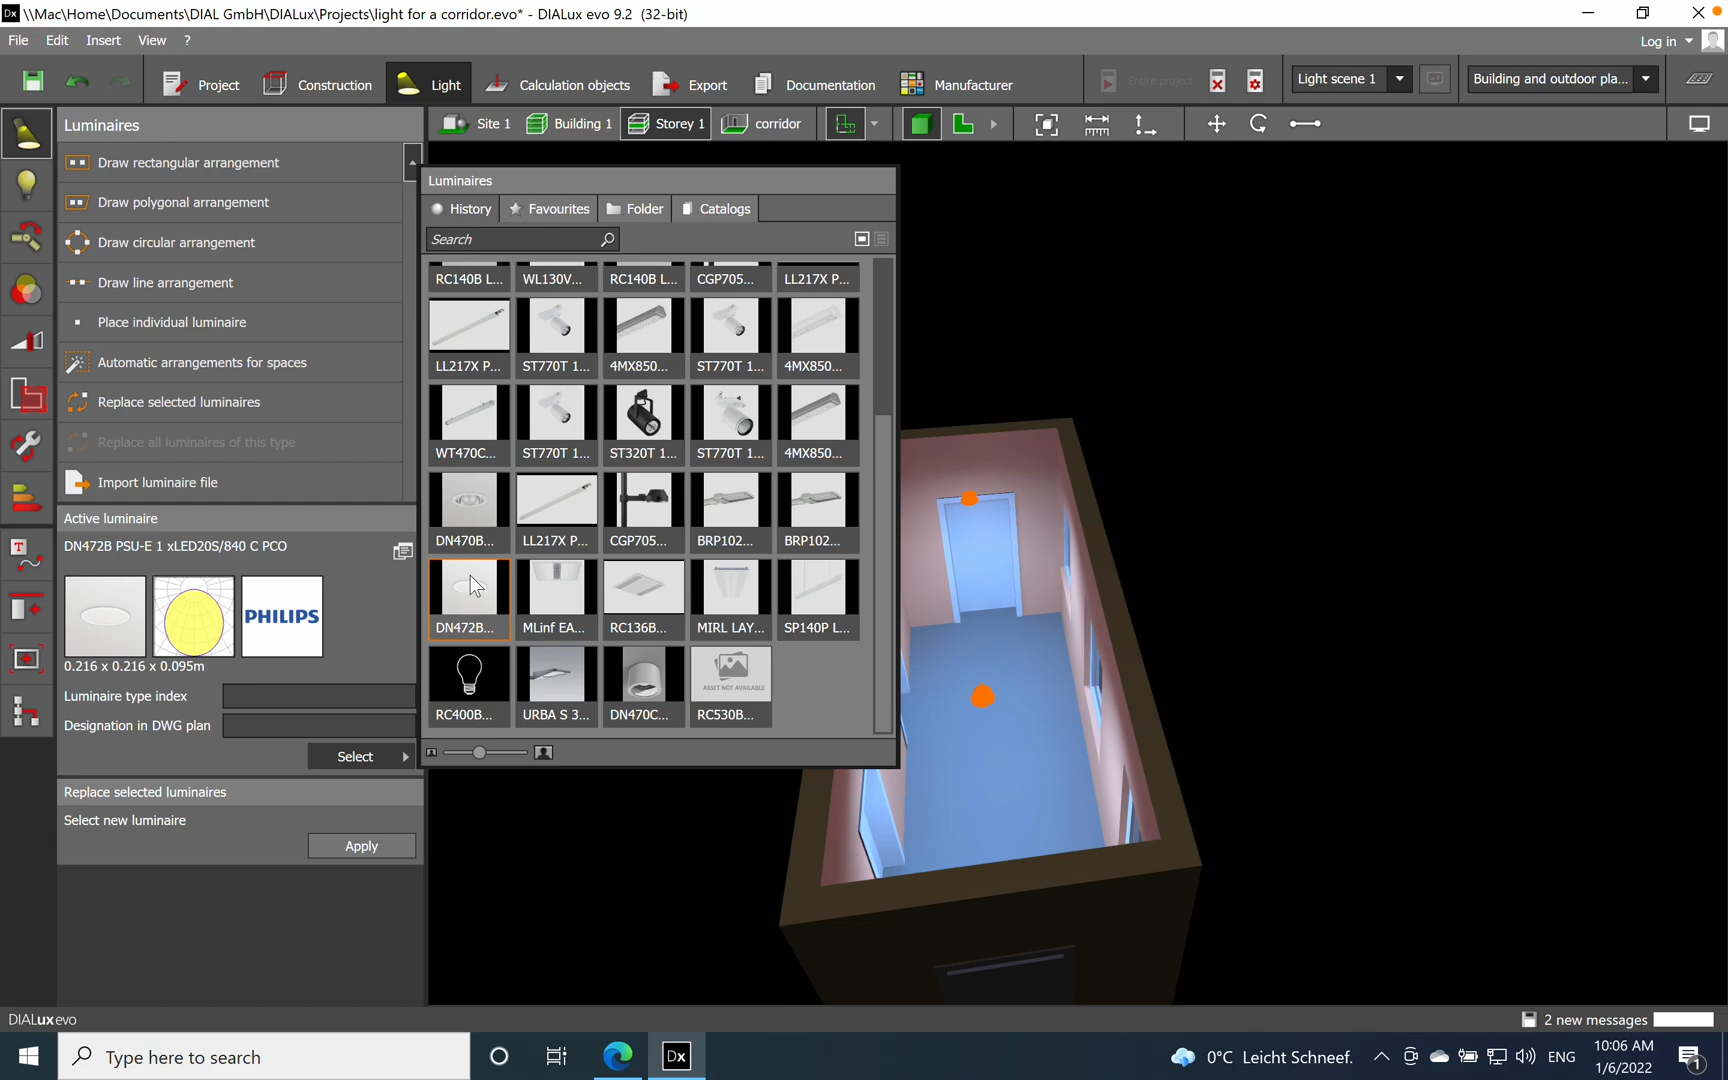 \\Mac\Home\Documents\DIAL GmbH\DIALux\Projects\light for a corridor.evo* - DIALux evo 9.2 (32-bit)
File Edit Insert View ? Log in
Project Construction Light Calculation objects Export Documentation Manufacturer Entire project Light scene 1 Building and outdoor pla...
Luminaires
Site 1 Building 1 Storey 1 corridor
Draw rectangular arrangement
Draw polygonal arrangement
Draw circular arrangement
Draw line arrangement
Place individual luminaire
Automatic arrangements for spaces
Replace selected luminaires
Replace all luminaires of this type
Import luminaire file
Active luminaire
DN472B PSU-E 1 xLED20S/840 C PCO
PHILIPS
0.216 x 0.216 x 0.095m
Luminaire type index
Designation in DWG plan
Select
Replace selected luminaires
Select new luminaire
Apply
Luminaires
History Favourites Folder Catalogs
Search
RC140B L... WL130V... RC140B L... CGP705... LL217X P...
LL217X P... ST770T 1... 4MX850... ST770T 1... 4MX850...
WT470C... ST770T 1... ST320T 1... ST770T 1... 4MX850...
DN470B... LL217X P... CGP705... BRP102... BRP102...
DN472B... MLinf EA... RC136B... MIRL LAY... SP140P L...
ASSET NOT AVAILABLE
RC400B... URBA S 3... DN470C... RC530B...
DIALux evo
2 new messages
Type here to search
Dx
0°C Leicht Schneef.
ENG
10:06 AM
1/6/2022
1